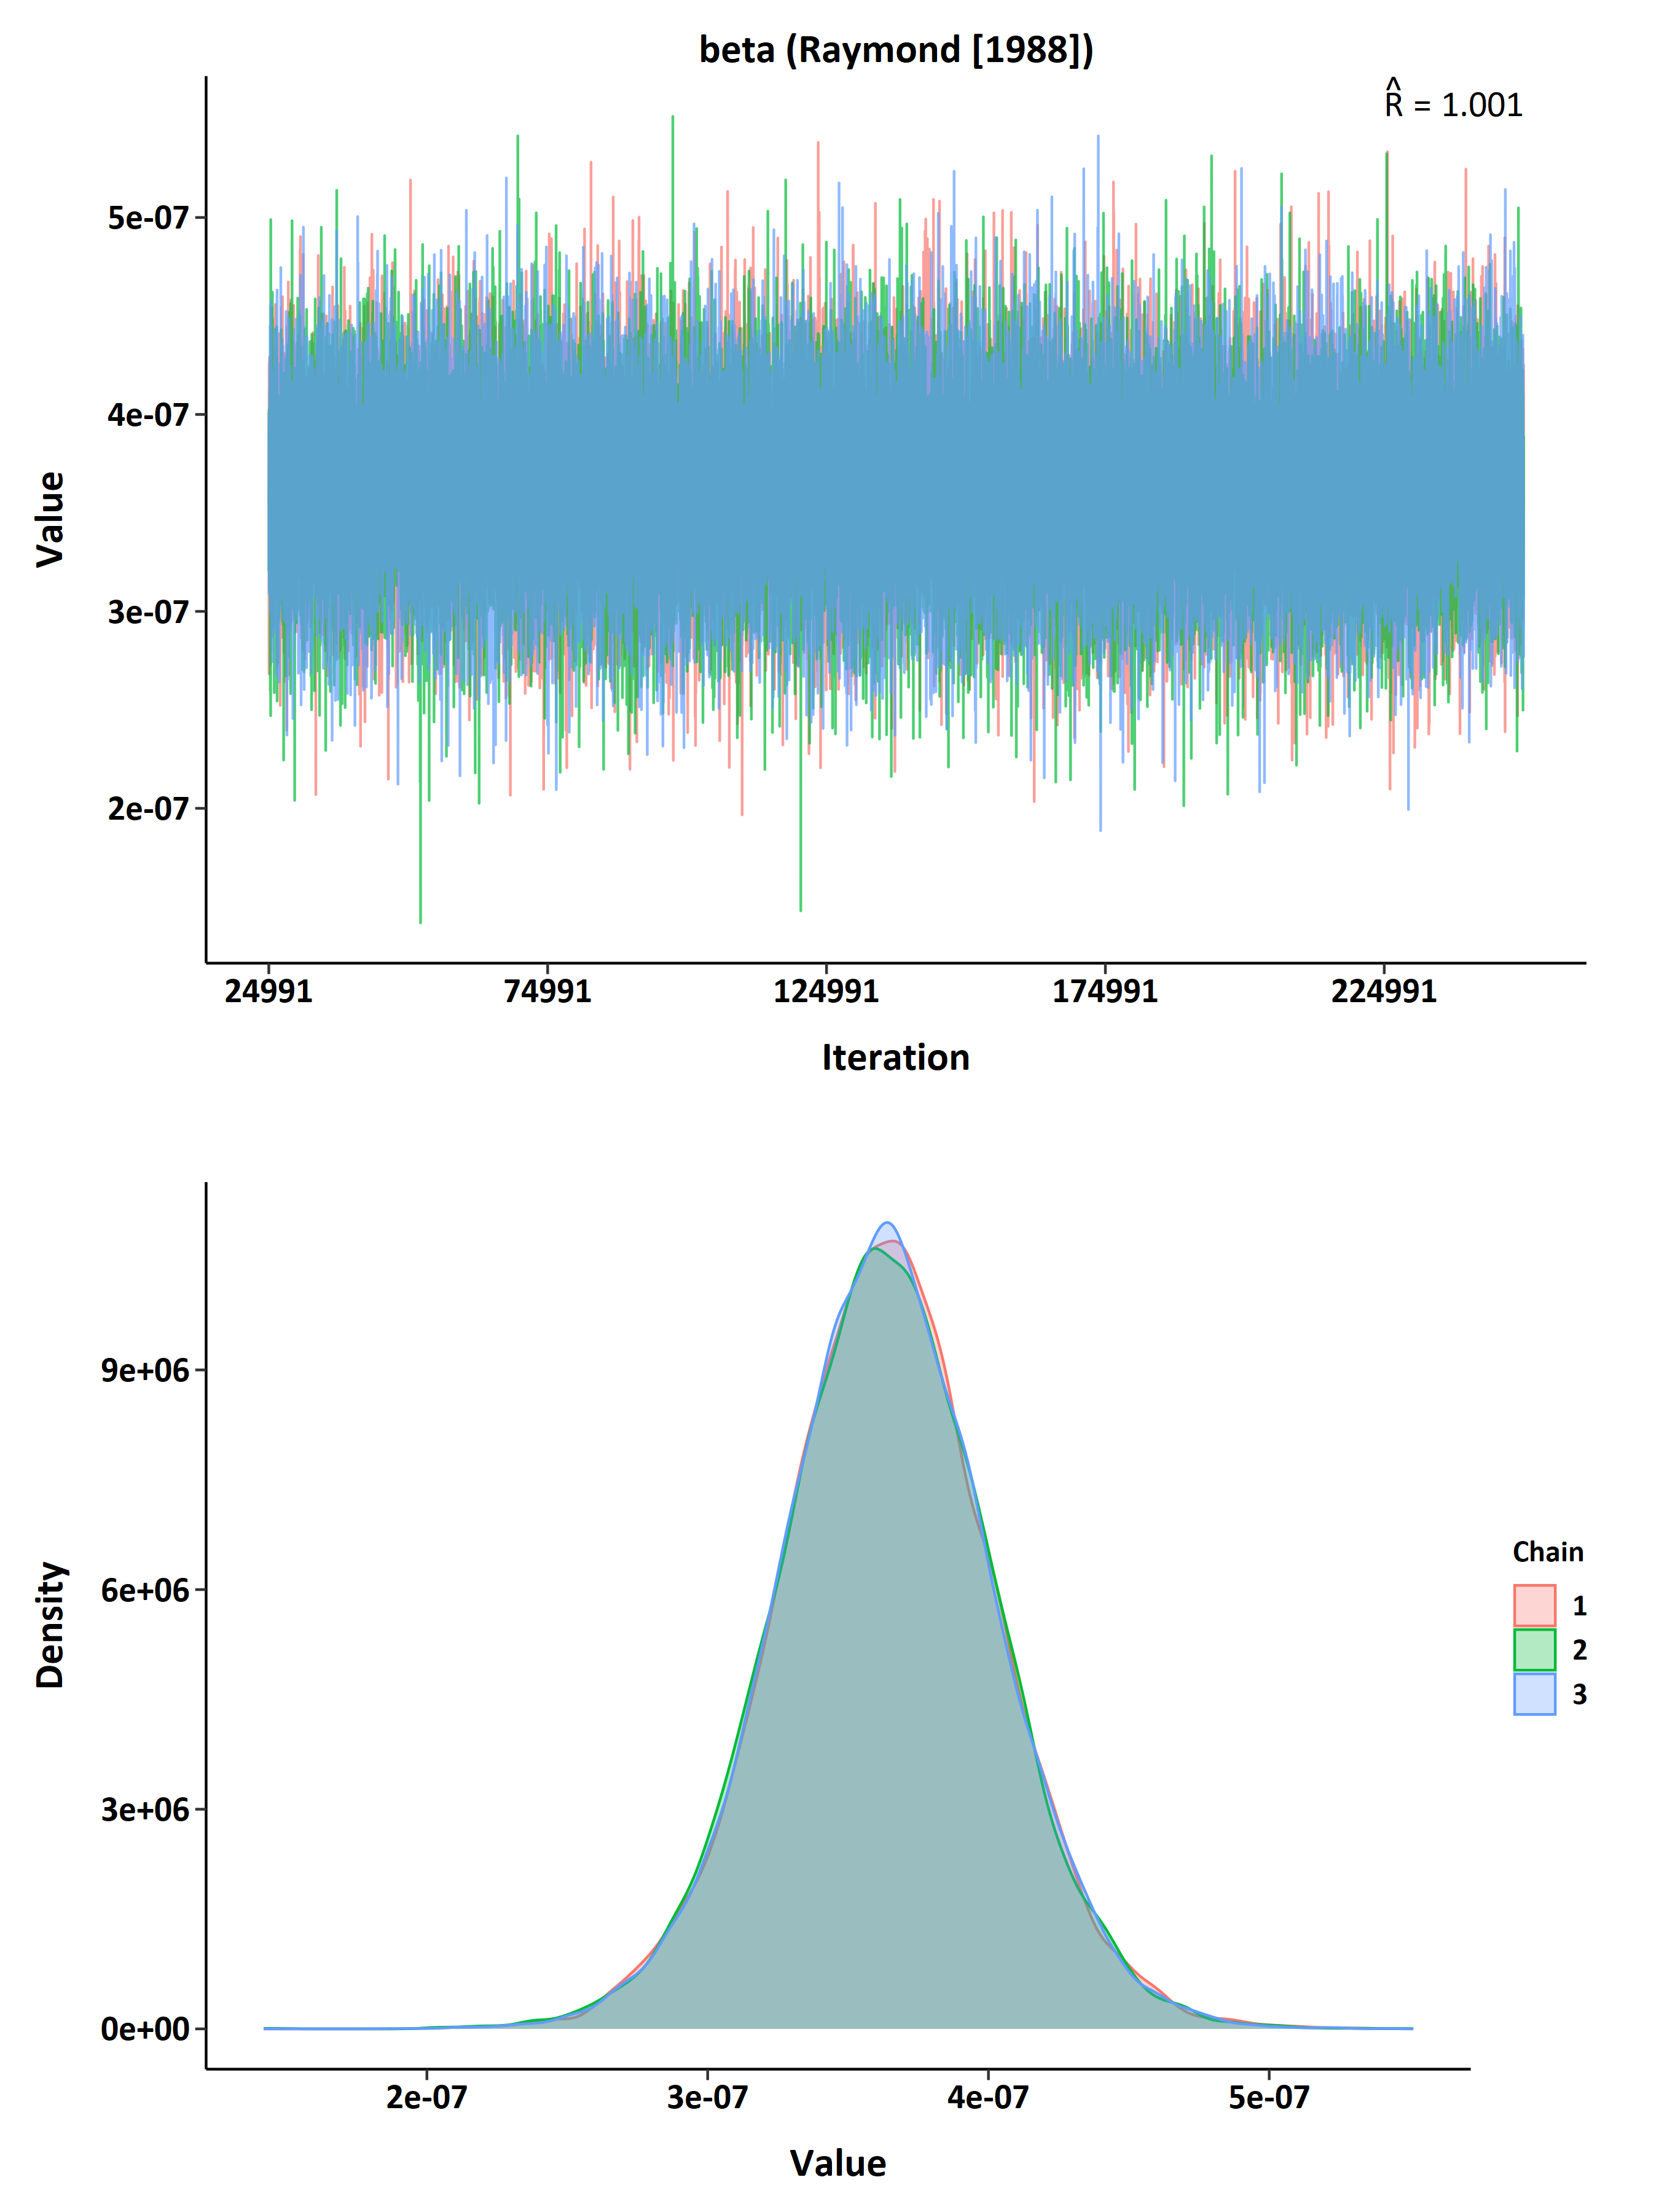 beta (Raymond [1988])
R̂ = 1.001
5e-07
4e-07
3e-07
2e-07
Value
24991 74991 124991 174991 224991
Iteration
9e+06
6e+06
3e+06
0e+00
Density
2e-07 3e-07 4e-07 5e-07
Value
Chain
1
2
3